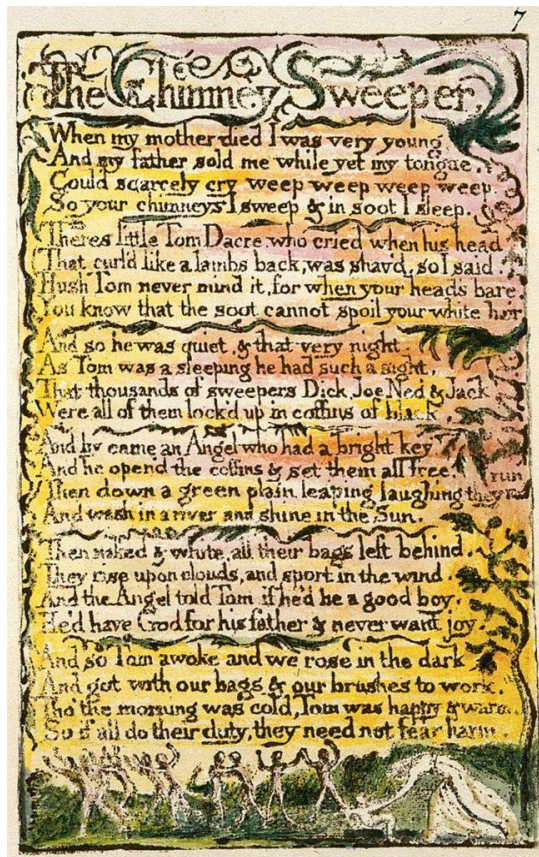 7
The Chimney Sweeper
When my mother died I was very young
And my father sold me while yet my tongue,
Could scarcely cry weep weep weep weep.
So your chimneys I sweep & in soot I sleep.
Theres little Tom Dacre, who cried when his head
That curl'd like a lambs back, was shav'd, so I said.
Hush Tom never mind it, for when your heads bare,
You know that the soot cannot spoil your white hair
And so he was quiet, & that very night.
As Tom was a sleeping he had such a sight,
That thousands of sweepers Dick, Joe, Ned & Jack
Were all of them lock'd up in coffins of black,
And by came an Angel who had a bright key
And he open'd the coffins & set them all free.
Then down a green plain leaping laughing they run
And wash in a river and shine in the Sun.
Then naked & white, all their bags left behind.
They rise upon clouds, and sport in the wind.
And the Angel told Tom, if he'd be a good boy,
He'd have God for his father & never want joy.
And so Tom awoke and we rose in the dark
And got with our bags & our brushes to work.
Tho' the morning was cold, Tom was happy & warm.
So if all do their duty, they need not fear harm.